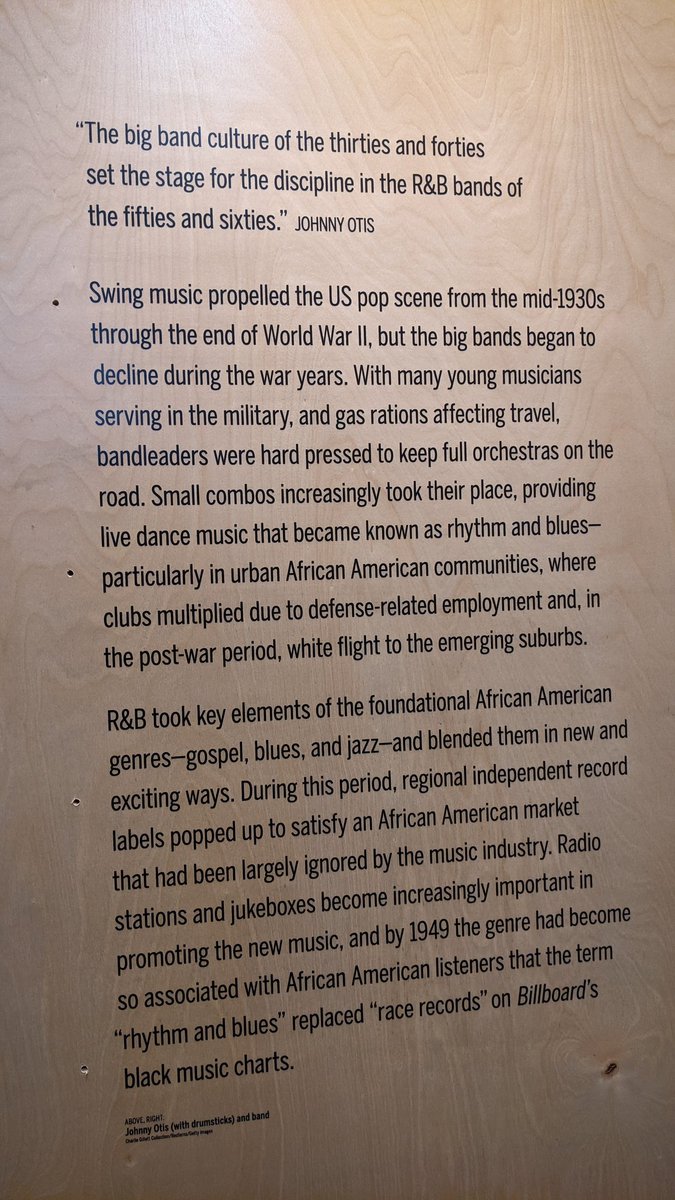 “The big band culture of the thirties and forties
set the stage for the discipline in the R&B bands of
the fifties and sixties.” JOHNNY OTIS
Swing music propelled the US pop scene from the mid-1930s
through the end of World War II, but the big bands began to
decline during the war years. With many young musicians
serving in the military, and gas rations affecting travel,
bandleaders were hard pressed to keep full orchestras on the
road. Small combos increasingly took their place, providing
live dance music that became known as rhythm and blues—
particularly in urban African American communities, where
clubs multiplied due to defense-related employment and, in
the post-war period, white flight to the emerging suburbs.
R&B took key elements of the foundational African American
genres—gospel, blues, and jazz—and blended them in new and
exciting ways. During this period, regional independent record
labels popped up to satisfy an African American market
that had been largely ignored by the music industry. Radio
stations and jukeboxes become increasingly important in
promoting the new music, and by 1949 the genre had become
so associated with African American listeners that the term
“rhythm and blues” replaced “race records” on Billboard’s
black music charts.
ABOVE, RIGHT:
Johnny Otis (with drumsticks) and band
Charlie Gillett Collection/Redferns/Getty Images